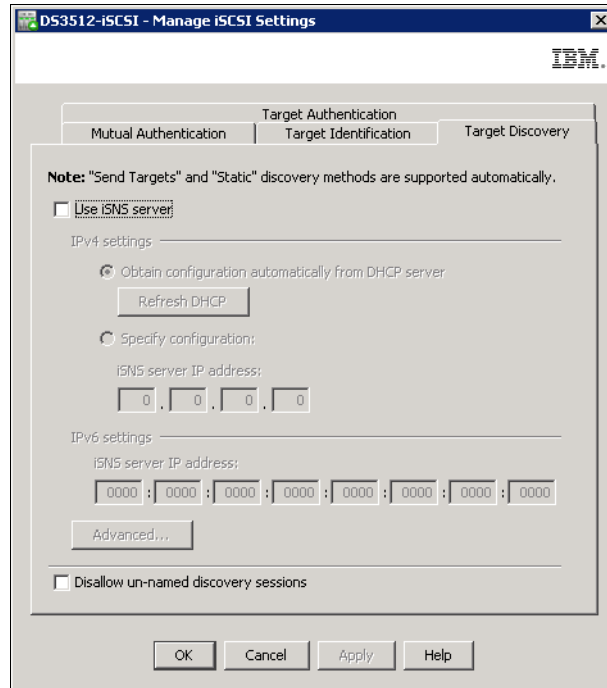 DS3512-iSCSI - Manage iSCSI Settings
IBM.
Target Authentication
Mutual Authentication
Target Identification
Target Discovery
Note: "Send Targets" and "Static" discovery methods are supported automatically.
Use iSNS server
IPv4 settings
Obtain configuration automatically from DHCP server
Refresh DHCP
Specify configuration:
iSNS server IP address:
0 . 0 . 0 . 0
IPv6 settings
iSNS server IP address:
0000 : 0000 : 0000 : 0000 : 0000 : 0000 : 0000 : 0000
Advanced...
Disallow un-named discovery sessions
OK Cancel Apply Help